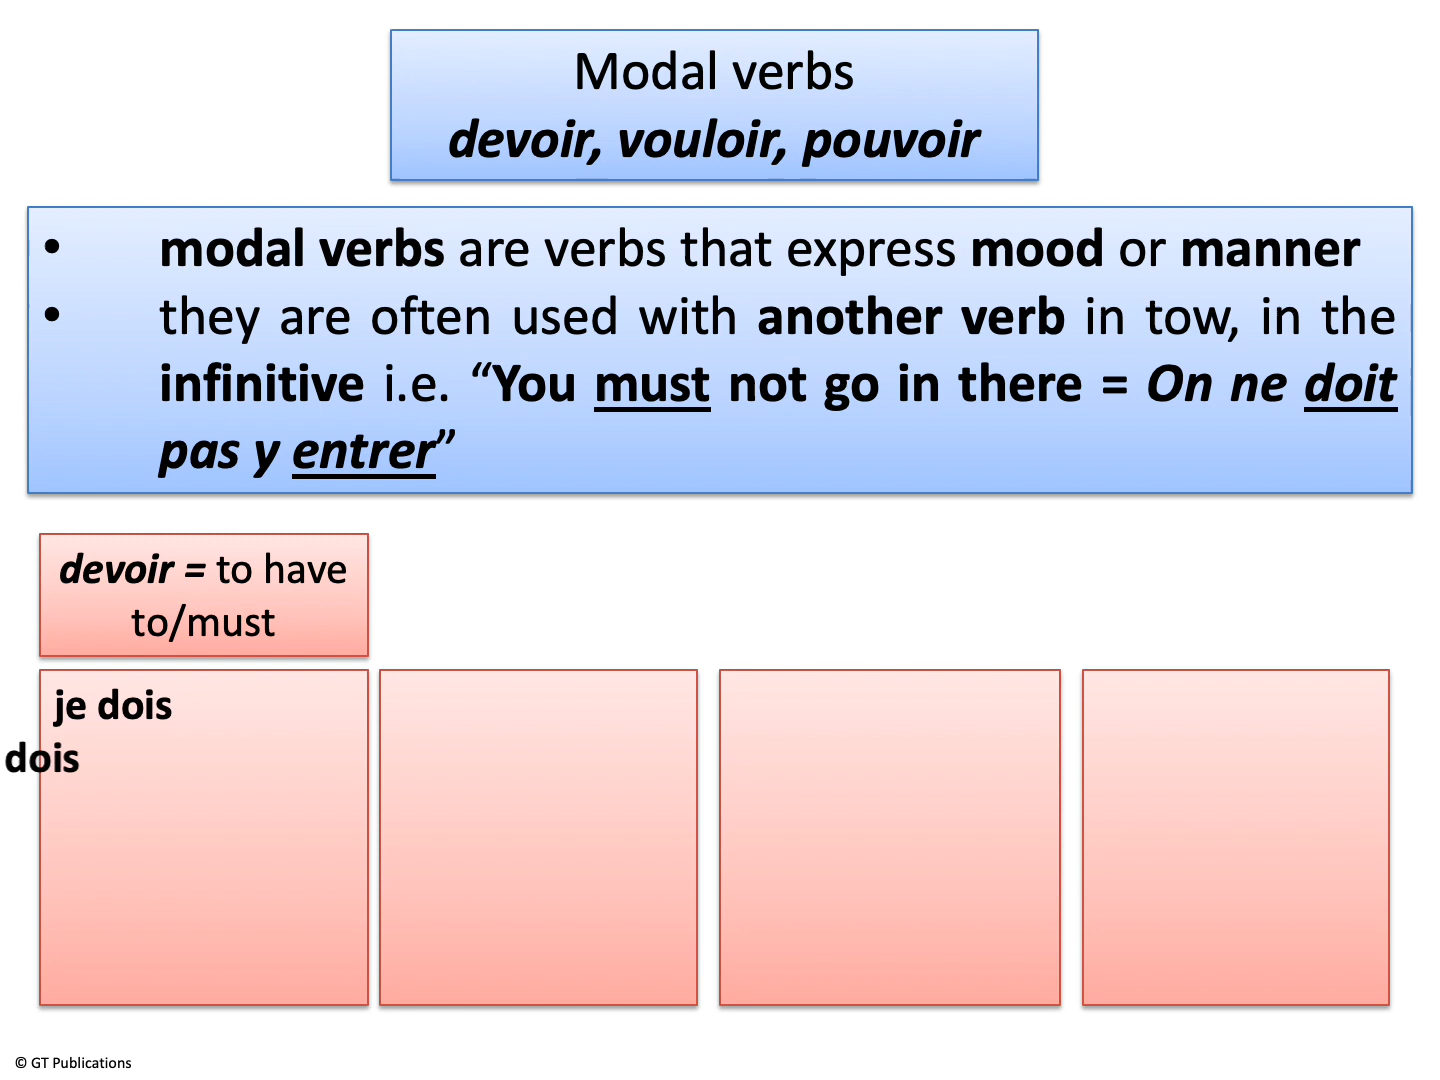 Modal verbs
devoir, vouloir, pouvoir
• modal verbs are verbs that express mood or manner
• they are often used with another verb in tow, in the
infinitive i.e. “You must not go in there = On ne doit
pas y entrer”
devoir = to have
to/must
je dois
dois
© GT Publications